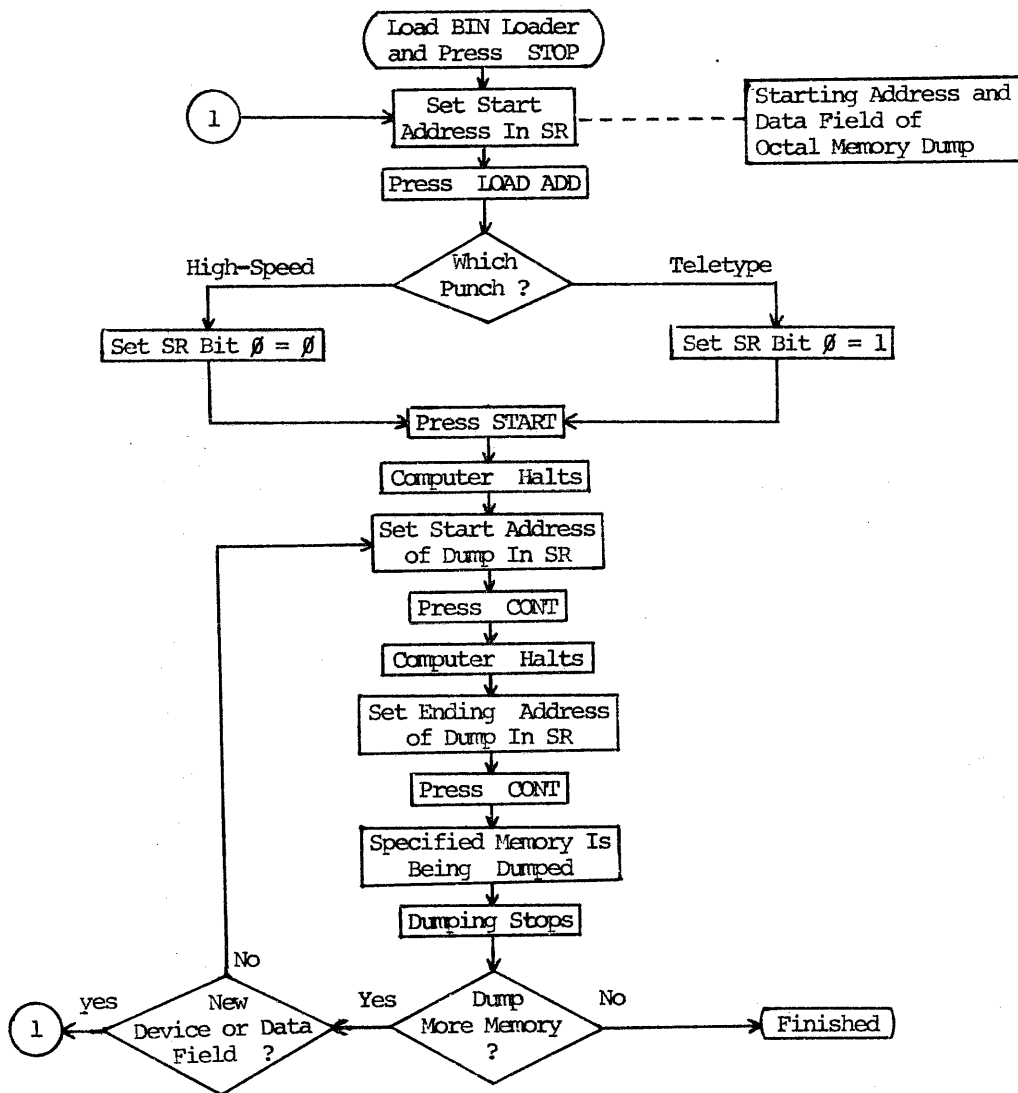 Load BIN Loader
and Press STOP
1
Set Start
Address In SR
Starting Address and
Data Field of
Octal Memory Dump
Press LOAD ADD
High-Speed
Which
Punch ?
Teletype
Set SR Bit Ø = Ø
Set SR Bit Ø = 1
Press START
Computer Halts
Set Start Address
of Dump In SR
Press CONT
Computer Halts
Set Ending Address
of Dump In SR
Press CONT
Specified Memory Is
Being Dumped
Dumping Stops
No
yes
1
New
Device or Data
Field ?
Yes
Dump
More Memory
?
No
Finished